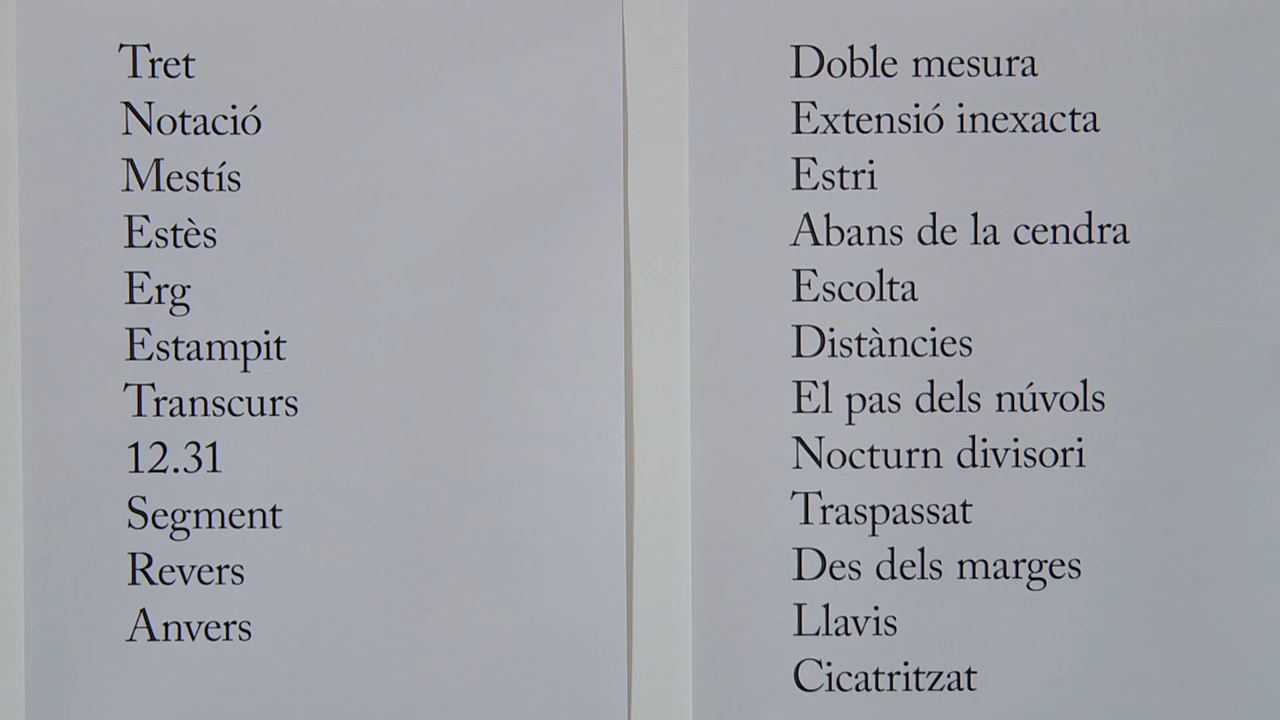 Tret
Notació
Mestís
Estès
Erg
Estampit
Transcurs
12.31
Segment
Revers
Anvers
Doble mesura
Extensió inexacta
Estri
Abans de la cendra
Escolta
Distàncies
El pas dels núvols
Nocturn divisori
Traspassat
Des dels marges
Llavis
Cicatritzat